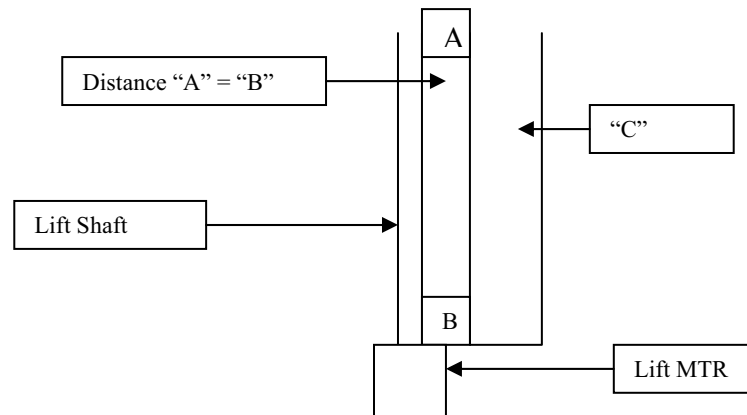 A
Distance “A” = “B”
“C”
Lift Shaft
B
Lift MTR